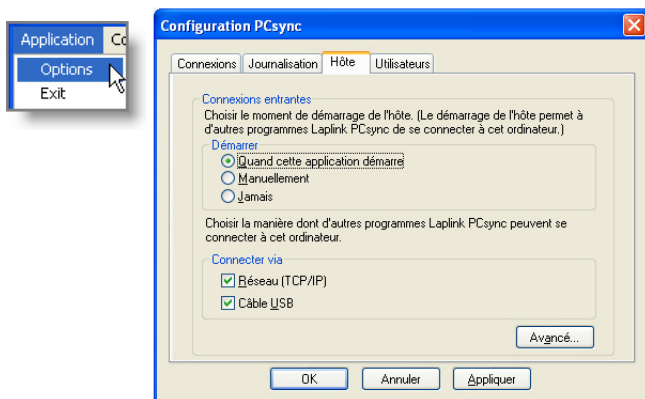 Application Co
Options
Exit
Configuration PCsync
Connexions Journalisation Hôte Utilisateurs
Connexions entrantes
Choisir le moment de démarrage de l'hôte. (Le démarrage de l'hôte permet à
d'autres programmes Laplink PCsync de se connecter à cet ordinateur.)
Démarrer
Quand cette application démarre
Manuellement
Jamais
Choisir la manière dont d'autres programmes Laplink PCsync peuvent se
connecter à cet ordinateur.
Connecter via
Réseau (TCP/IP)
Câble USB
Avancé...
OK Annuler Appliquer